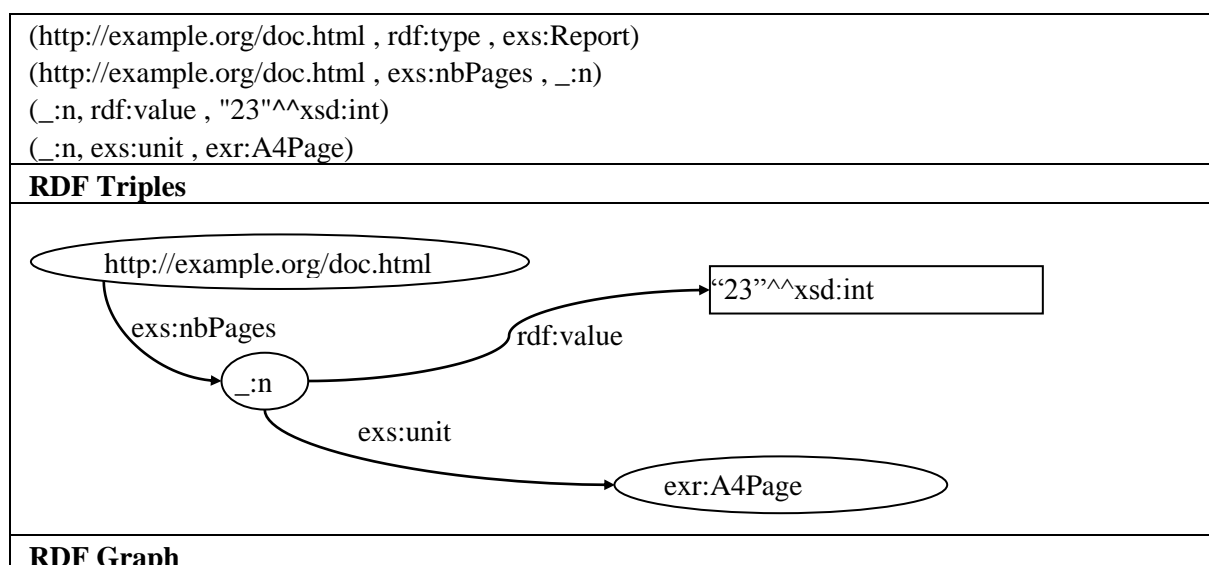 (http://example.org/doc.html , rdf:type , exs:Report)
(http://example.org/doc.html , exs:nbPages , _:n)
(_:n, rdf:value , "23"^^xsd:int)
(_:n, exs:unit , exr:A4Page)
RDF Triples
http://example.org/doc.html
“23”^^xsd:int
exs:nbPages
rdf:value
_:n
exs:unit
exr:A4Page
RDF Graph